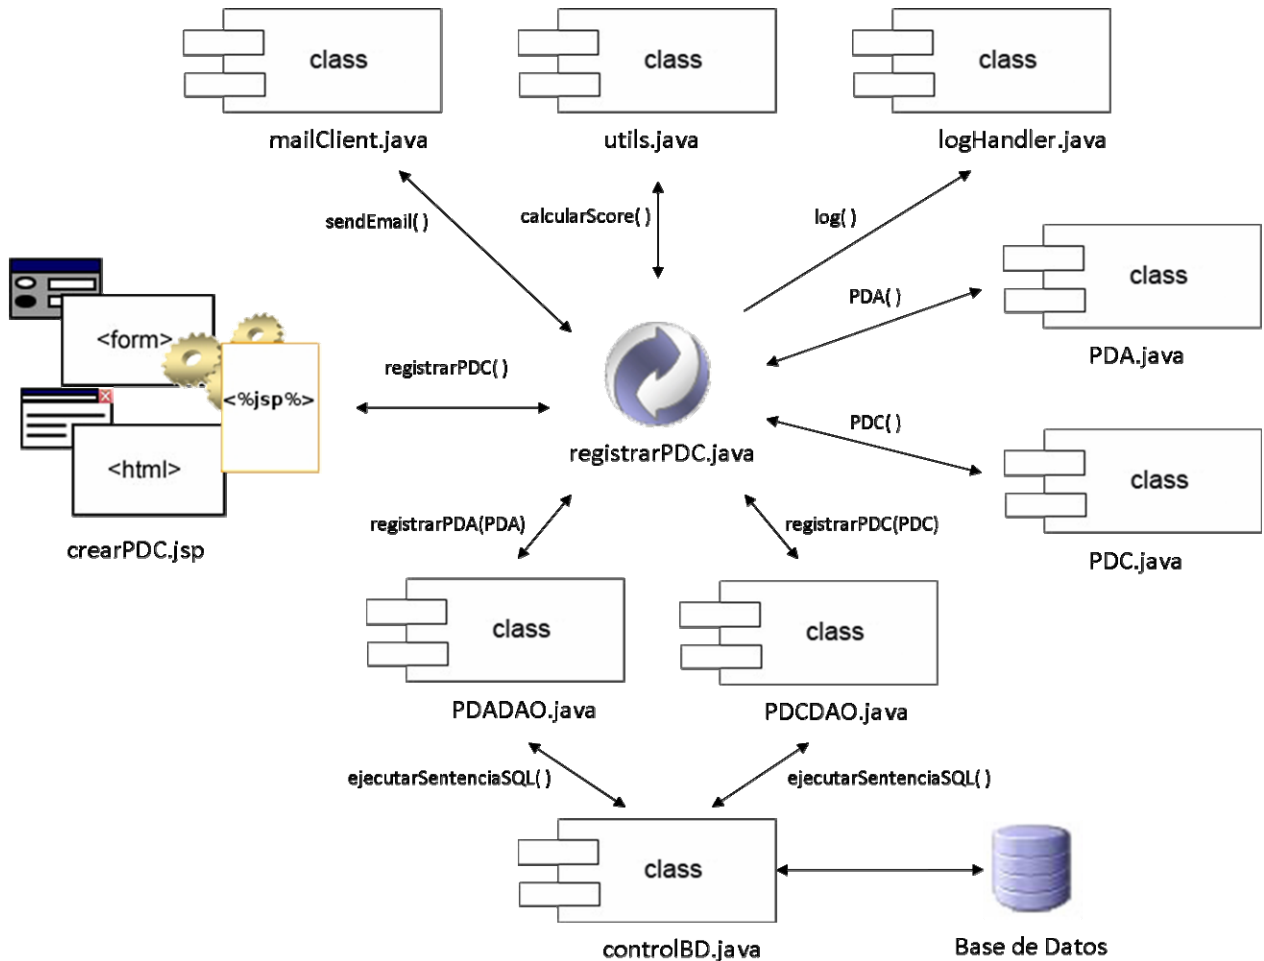 class
class
class
mailClient.java
utils.java
logHandler.java
sendEmail( )
calcularScore( )
log( )
class
PDA( )
PDA.java
<form>
registrarPDC( )
<%jsp%>
<html>
crearPDC.jsp
registrarPDC.java
PDC( )
class
PDC.java
registrarPDA(PDA)
registrarPDC(PDC)
class
class
PDADAO.java
PDCDAO.java
ejecutarSentenciaSQL( )
ejecutarSentenciaSQL( )
class
controlBD.java
Base de Datos